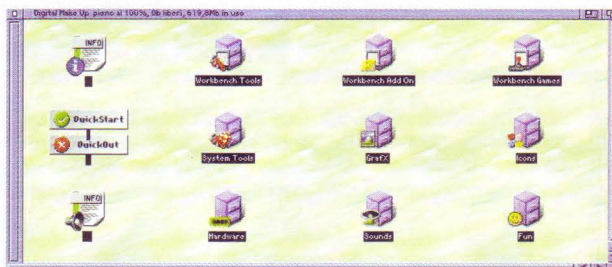 Digital Make Up piano al 100%, 0b liberi, 619,8Mb in uso
INFO
Workbench Tools
Workbench Add On
Workbench Games
QuickStart
QuickOut
System Tools
GrafX
Icons
INFO
Hardware
Sounds
Fun